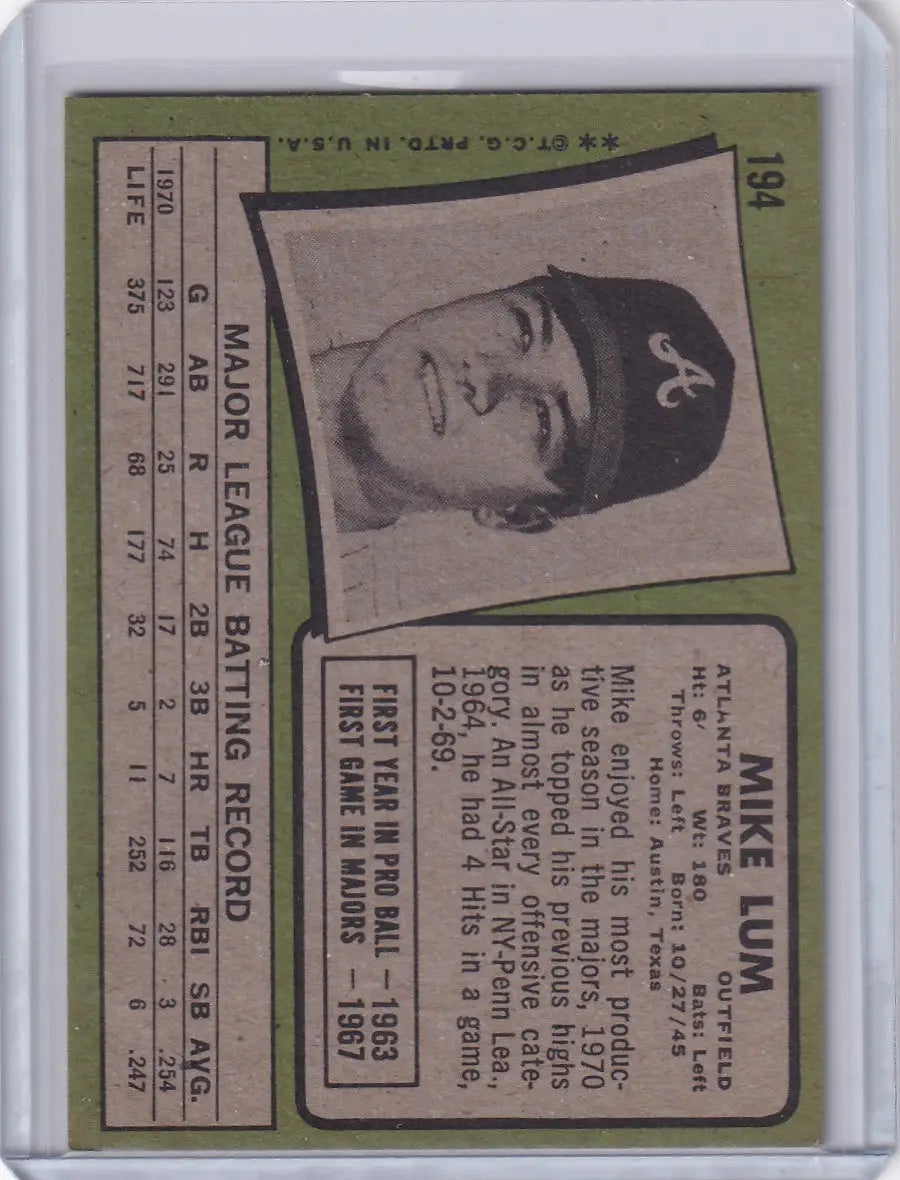 194
** ©T.C.G. PRTD. IN U.S.A.
A
MIKE LUM
ATLANTA BRAVES OUTFIELD
Ht: 6' Wt: 180 Bats: Left
Throws: Left Born: 10/27/45
Home: Austin, Texas
Mike enjoyed his most produc-
tive season in the majors, 1970
as he topped his previous highs
in almost every offensive cate-
gory. An All-Star in NY-Penn Lea.,
1964, he had 4 Hits in a game,
10-2-69.
FIRST YEAR IN PRO BALL — 1963
FIRST GAME IN MAJORS — 1967
MAJOR LEAGUE BATTING RECORD
G AB R H 2B 3B HR TB RBI SB AVG.
1970 123 291 25 74 17 2 7 116 28 3 .254
LIFE 375 717 68 177 32 5 11 252 72 6 .247